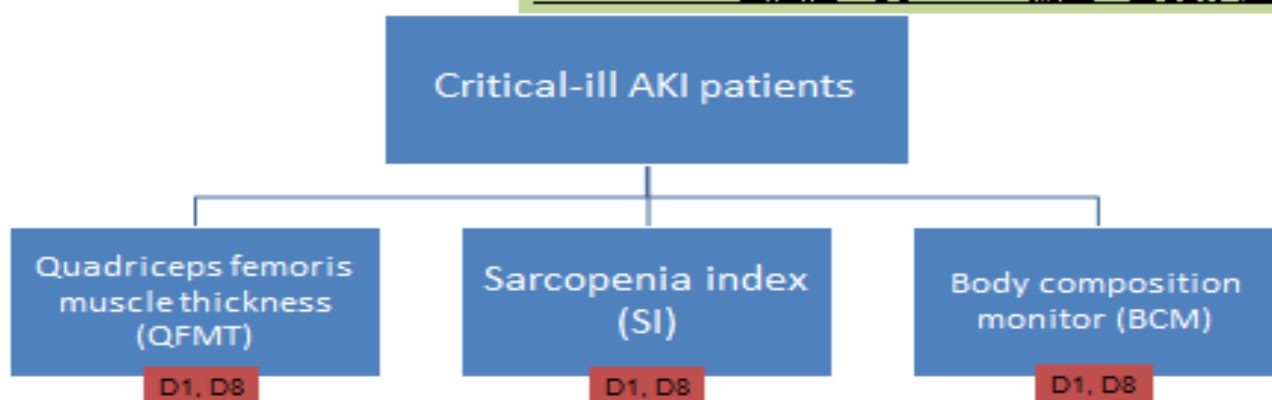 Critical-ill AKI patients
Quadriceps femoris
muscle thickness
(QFMT)
D1, D8
Sarcopenia index
(SI)
D1, D8
Body composition
monitor (BCM)
D1, D8